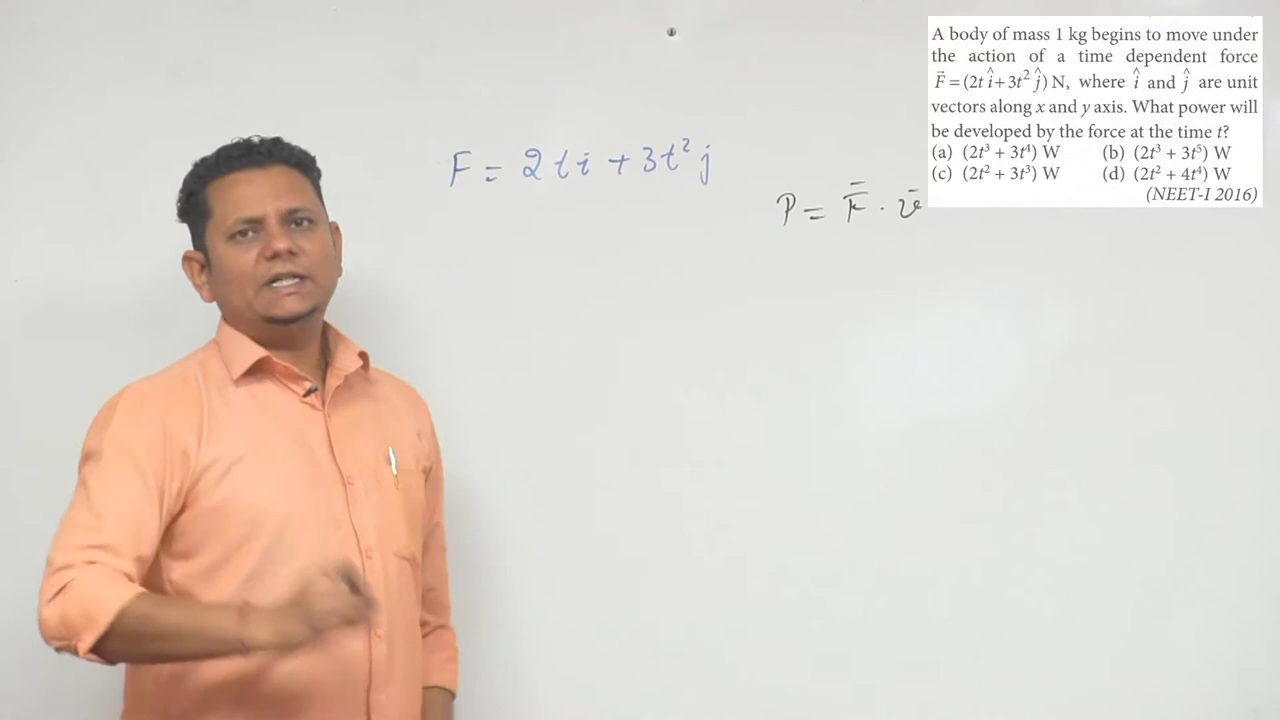 A body of mass 1 kg begins to move under
the action of a time dependent force
F⃗=(2t î+3t² ĵ) N, where î and ĵ are unit
vectors along x and y axis. What power will
be developed by the force at the time t?
(a) (2t³ + 3t⁴) W (b) (2t³ + 3t⁵) W
(c) (2t² + 3t³) W (d) (2t² + 4t⁴) W
(NEET-I 2016)
F = 2ti + 3t²j
P = F̄ . v̄